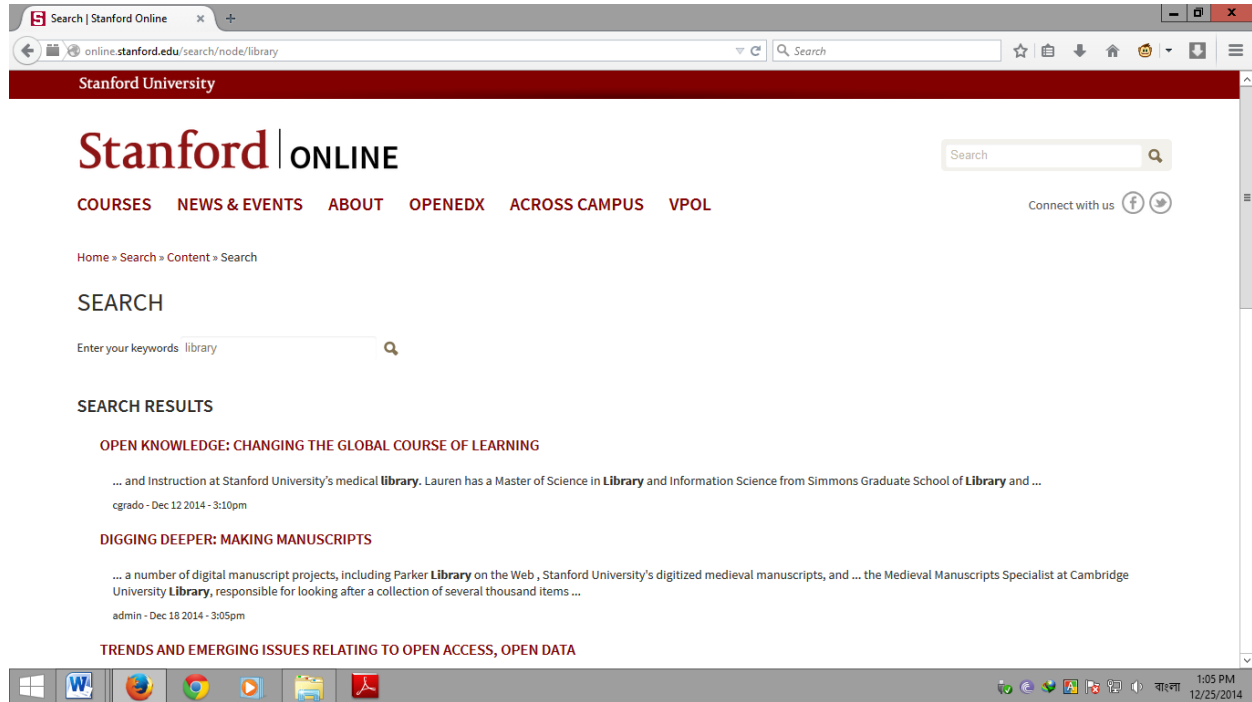 Search | Stanford Online
online.stanford.edu/search/node/library
Search
Stanford University
Stanford ONLINE
Search
COURSES NEWS & EVENTS ABOUT OPENEDX ACROSS CAMPUS VPOL
Connect with us
Home » Search » Content » Search
SEARCH
Enter your keywords library
SEARCH RESULTS
OPEN KNOWLEDGE: CHANGING THE GLOBAL COURSE OF LEARNING
... and Instruction at Stanford University's medical library. Lauren has a Master of Science in Library and Information Science from Simmons Graduate School of Library and ...
cgrado - Dec 12 2014 - 3:10pm
DIGGING DEEPER: MAKING MANUSCRIPTS
... a number of digital manuscript projects, including Parker Library on the Web , Stanford University's digitized medieval manuscripts, and ... the Medieval Manuscripts Specialist at Cambridge
University Library, responsible for looking after a collection of several thousand items ...
admin - Dec 18 2014 - 3:05pm
TRENDS AND EMERGING ISSUES RELATING TO OPEN ACCESS, OPEN DATA
বাংলা
1:05 PM
12/25/2014